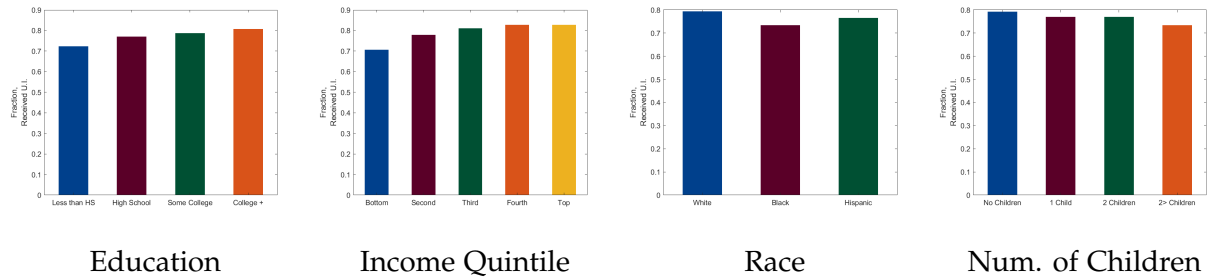 Fraction,
Received U.I.
0.9
0.8
0.7
0.6
0.5
0.4
0.3
0.2
0.1
0
Less than HS High School Some College College +
Education
Fraction,
Received U.I.
0.9
0.8
0.7
0.6
0.5
0.4
0.3
0.2
0.1
0
Bottom Second Third Fourth Top
Income Quintile
Fraction,
Received U.I.
0.8
0.7
0.6
0.5
0.4
0.3
0.2
0.1
0
White Black Hispanic
Race
Fraction,
Received U.I.
0.8
0.7
0.6
0.5
0.4
0.3
0.2
0.1
0
No Children 1 Child 2 Children 2> Children
Num. of Children